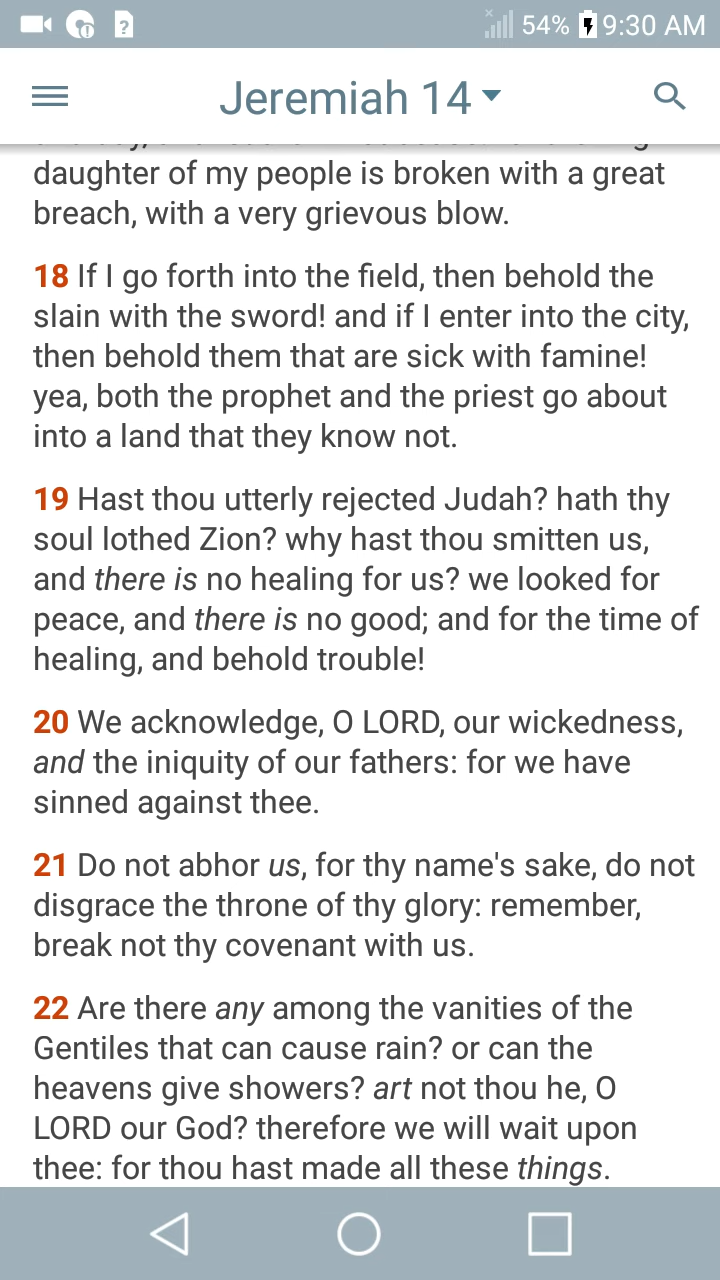 54% 9:30 AM
Jeremiah 14
daughter of my people is broken with a great
breach, with a very grievous blow.
18 If I go forth into the field, then behold the
slain with the sword! and if I enter into the city,
then behold them that are sick with famine!
yea, both the prophet and the priest go about
into a land that they know not.
19 Hast thou utterly rejected Judah? hath thy
soul lothed Zion? why hast thou smitten us,
and there is no healing for us? we looked for
peace, and there is no good; and for the time of
healing, and behold trouble!
20 We acknowledge, O LORD, our wickedness,
and the iniquity of our fathers: for we have
sinned against thee.
21 Do not abhor us, for thy name's sake, do not
disgrace the throne of thy glory: remember,
break not thy covenant with us.
22 Are there any among the vanities of the
Gentiles that can cause rain? or can the
heavens give showers? art not thou he, O
LORD our God? therefore we will wait upon
thee: for thou hast made all these things.